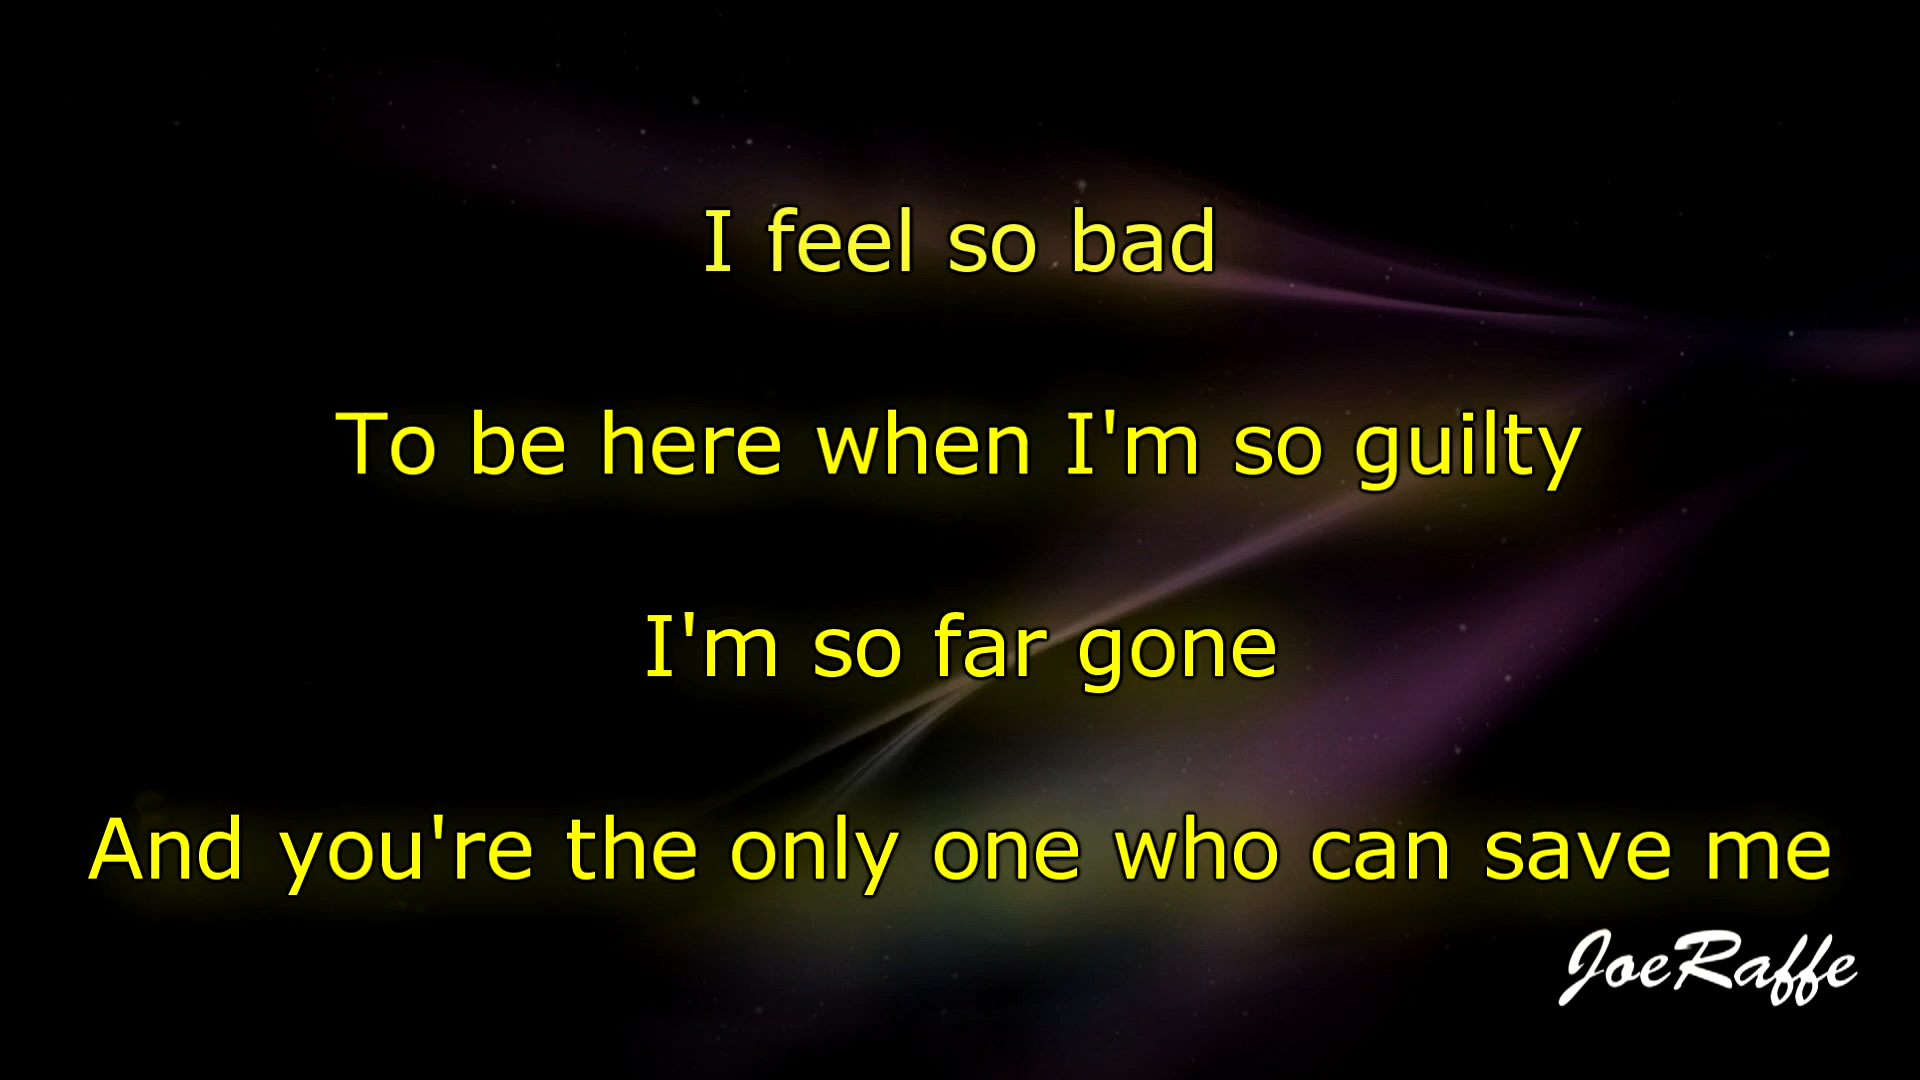 I feel so bad
To be here when I'm so guilty
I'm so far gone
And you're the only one who can save me
JoeRaffe